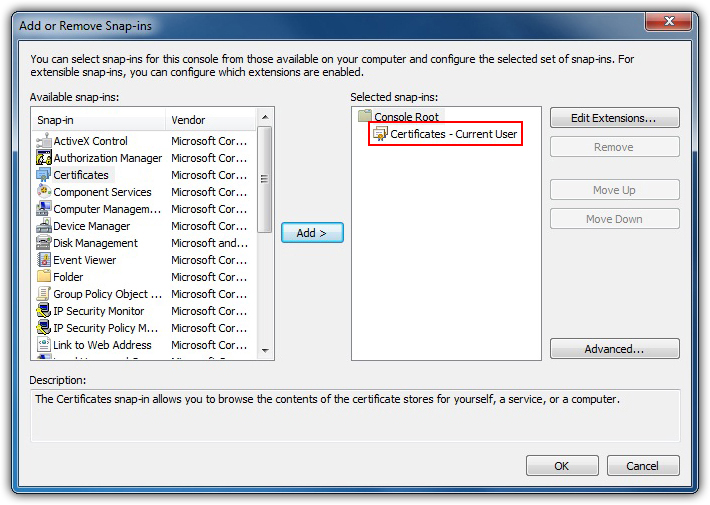 Add or Remove Snap-ins
You can select snap-ins for this console from those available on your computer and configure the selected set of snap-ins. For
extensible snap-ins, you can configure which extensions are enabled.
Available snap-ins:
Snap-in Vendor
ActiveX Control Microsoft Cor...
Authorization Manager Microsoft Cor...
Certificates Microsoft Cor...
Component Services Microsoft Cor...
Computer Managem... Microsoft Cor...
Device Manager Microsoft Cor...
Disk Management Microsoft and...
Event Viewer Microsoft Cor...
Folder Microsoft Cor...
Group Policy Object ... Microsoft Cor...
IP Security Monitor Microsoft Cor...
IP Security Policy M... Microsoft Cor...
Link to Web Address Microsoft Cor...
Add >
Selected snap-ins:
Console Root
Certificates - Current User
Edit Extensions...
Remove
Move Up
Move Down
Advanced...
Description:
The Certificates snap-in allows you to browse the contents of the certificate stores for yourself, a service, or a computer.
OK
Cancel